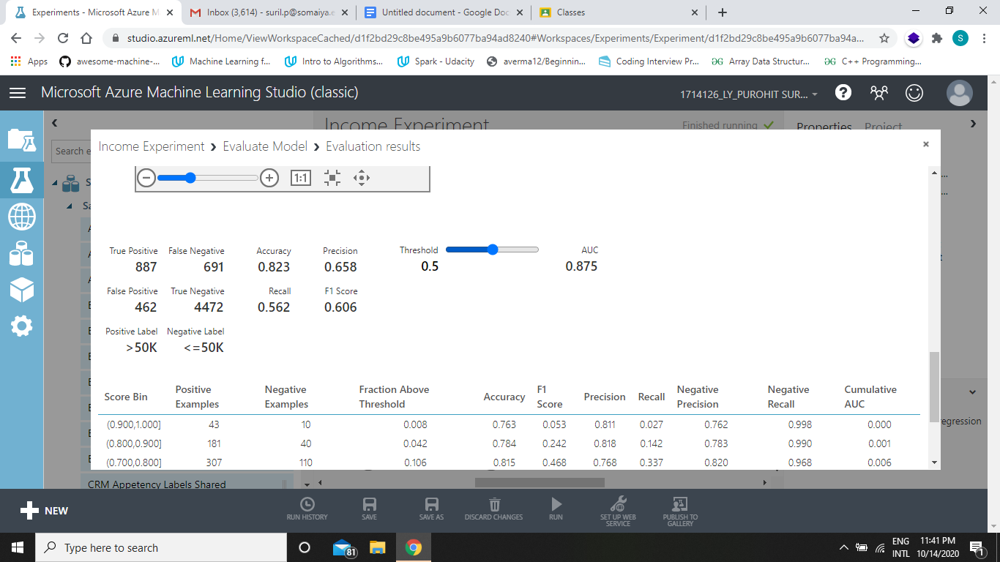 Experiments - Microsoft Azure M
Inbox (3,614) - suril.p@somaiya.e
Untitled document - Google Doc
Classes
studio.azureml.net/Home/ViewWorkspaceCached/d1f2bd29c8be495a9b6077ba94ad8240#Workspaces/Experiments/Experiment/d1f2bd29c8be495a9b6077ba94a...
S
Apps awesome-machine-... Machine Learning f... Intro to Algorithms... Spark - Udacity averma12/Beginnin... Coding Interview Pr... Array Data Structur... C++ Programming...
Microsoft Azure Machine Learning Studio (classic)
1714126_LY_PUROHIT SUR...
Income Experiment
Finished running
Properties Project
Search e
Income Experiment › Evaluate Model › Evaluation results
1:1
True Positive False Negative Accuracy Precision Threshold AUC
887 691 0.823 0.658 0.5 0.875
False Positive True Negative Recall F1 Score
462 4472 0.562 0.606
Positive Label Negative Label
>50K <=50K
Score Bin Positive Examples Negative Examples Fraction Above Threshold Accuracy F1 Score Precision Recall Negative Precision Negative Recall Cumulative AUC
(0.900,1.000] 43 10 0.008 0.763 0.053 0.811 0.027 0.762 0.998 0.000
(0.800,0.900] 181 40 0.042 0.784 0.242 0.818 0.142 0.783 0.990 0.001
(0.700,0.800] 307 110 0.106 0.815 0.468 0.768 0.337 0.820 0.968 0.006
egression
CRM Appetency Labels Shared
NEW
RUN HISTORY SAVE SAVE AS DISCARD CHANGES RUN SET UP WEB SERVICE PUBLISH TO GALLERY
Type here to search
81
ENG
INTL
11:41 PM
10/14/2020
1